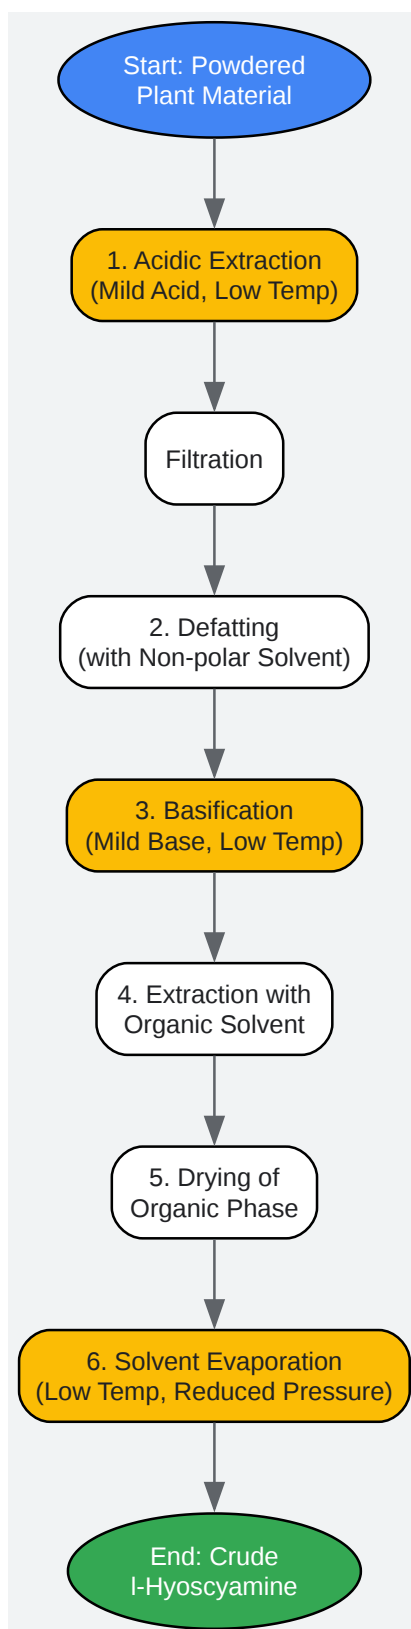 Start: Powdered
Plant Material
1. Acidic Extraction
(Mild Acid, Low Temp)
Filtration
2. Defatting
(with Non-polar Solvent)
3. Basification
(Mild Base, Low Temp)
4. Extraction with
Organic Solvent
5. Drying of
Organic Phase
6. Solvent Evaporation
(Low Temp, Reduced Pressure)
End: Crude
l-Hyoscyamine